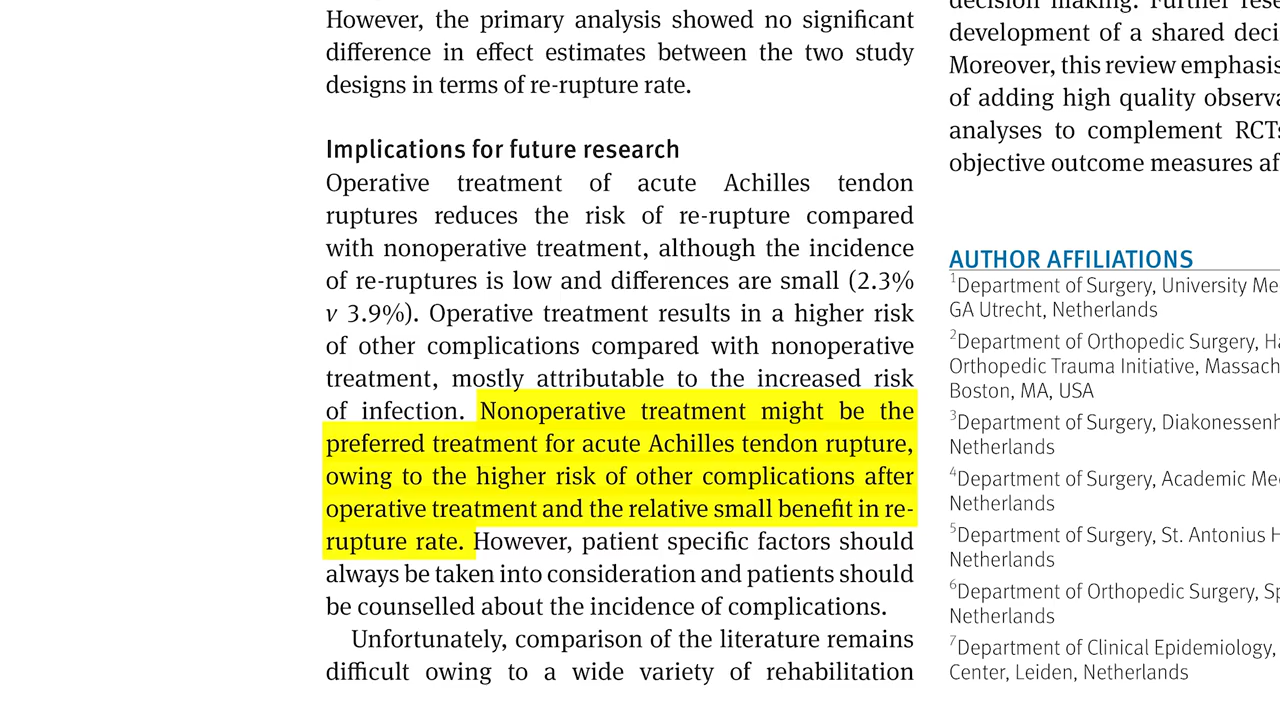 However, the primary analysis showed no significant
difference in effect estimates between the two study
designs in terms of re-rupture rate.
Implications for future research
Operative treatment of acute Achilles tendon
ruptures reduces the risk of re-rupture compared
with nonoperative treatment, although the incidence
of re-ruptures is low and differences are small (2.3%
v 3.9%). Operative treatment results in a higher risk
of other complications compared with nonoperative
treatment, mostly attributable to the increased risk
of infection. Nonoperative treatment might be the
preferred treatment for acute Achilles tendon rupture,
owing to the higher risk of other complications after
operative treatment and the relative small benefit in re-
rupture rate. However, patient specific factors should
always be taken into consideration and patients should
be counselled about the incidence of complications.
Unfortunately, comparison of the literature remains
difficult owing to a wide variety of rehabilitation
decision making. Further rese
development of a shared deci
Moreover, this review emphasis
of adding high quality observa
analyses to complement RCTs
objective outcome measures af
AUTHOR AFFILIATIONS
1Department of Surgery, University Me
GA Utrecht, Netherlands
2Department of Orthopedic Surgery, Ha
Orthopedic Trauma Initiative, Massach
Boston, MA, USA
3Department of Surgery, Diakonessenh
Netherlands
4Department of Surgery, Academic Me
Netherlands
5Department of Surgery, St. Antonius H
Netherlands
6Department of Orthopedic Surgery, Sp
Netherlands
7Department of Clinical Epidemiology,
Center, Leiden, Netherlands